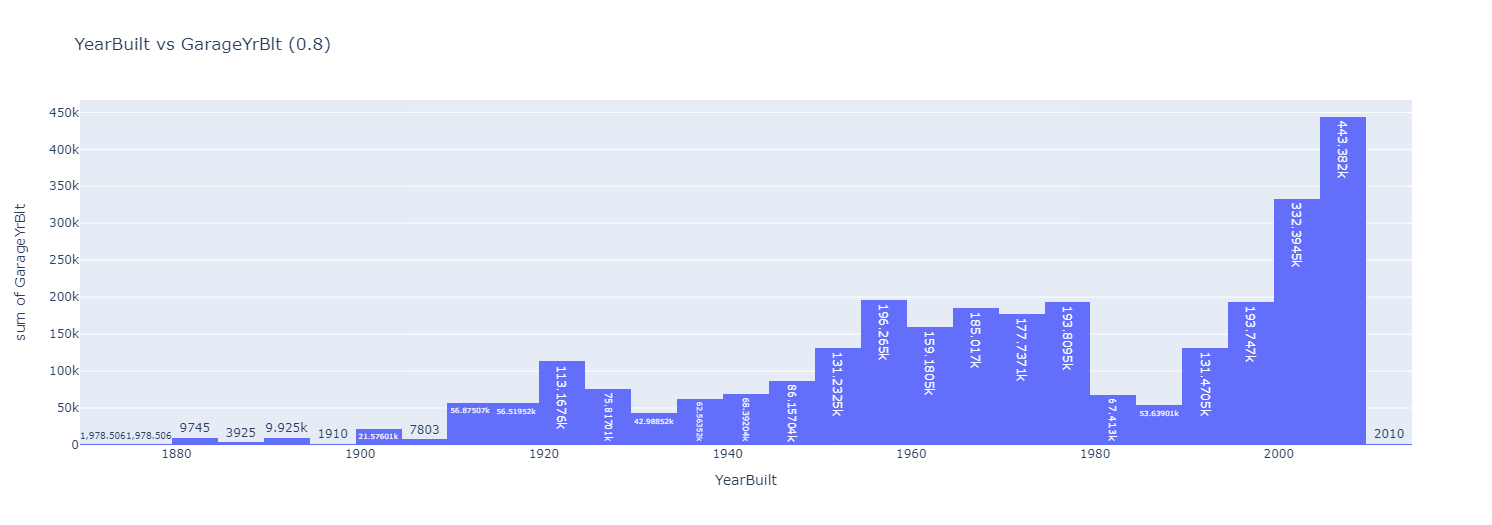 YearBuilt vs GarageYrBlt (0.8)
450k
400k
350k
300k
250k
200k
150k
100k
50k
0
sum of GarageYrBlt
1,978.506
1,978.506
9745
3925
9.925k
1910
21.57601k
7803
56.87507k
56.51952k
113.1676k
75.81701k
42.98852k
62.56352k
68.39204k
86.15704k
131.2325k
196.265k
159.1805k
185.017k
177.7371k
193.8095k
67.413k
53.63901k
131.4705k
193.747k
332.3945k
443.382k
2010
1880
1900
1920
1940
1960
1980
2000
YearBuilt